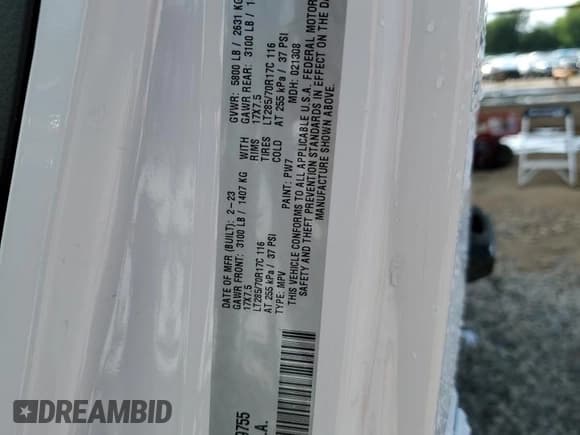 DATE OF MFR (BUILT): 2-23 GVWR: 5800 LB / 2631 KG
GAWR FRONT: 3100 LB / 1407 KG WITH GAWR REAR: 3100 LB /
17X7.5 RIMS 17X7.5
LT285/70R17C 116 TIRES LT285/70R17C 116
AT 255 kPa / 37 PSI COLD AT 255 kPa / 37 PSI
TYPE: MPV PAINT: PW7 MDH: 021308
THIS VEHICLE CONFORMS TO ALL APPLICABLE U.S.A. FEDERAL MOTOR
SAFETY AND THEFT PREVENTION STANDARDS IN EFFECT ON THE DA
MANUFACTURE SHOWN ABOVE.
9755
.A.
DREAMBID